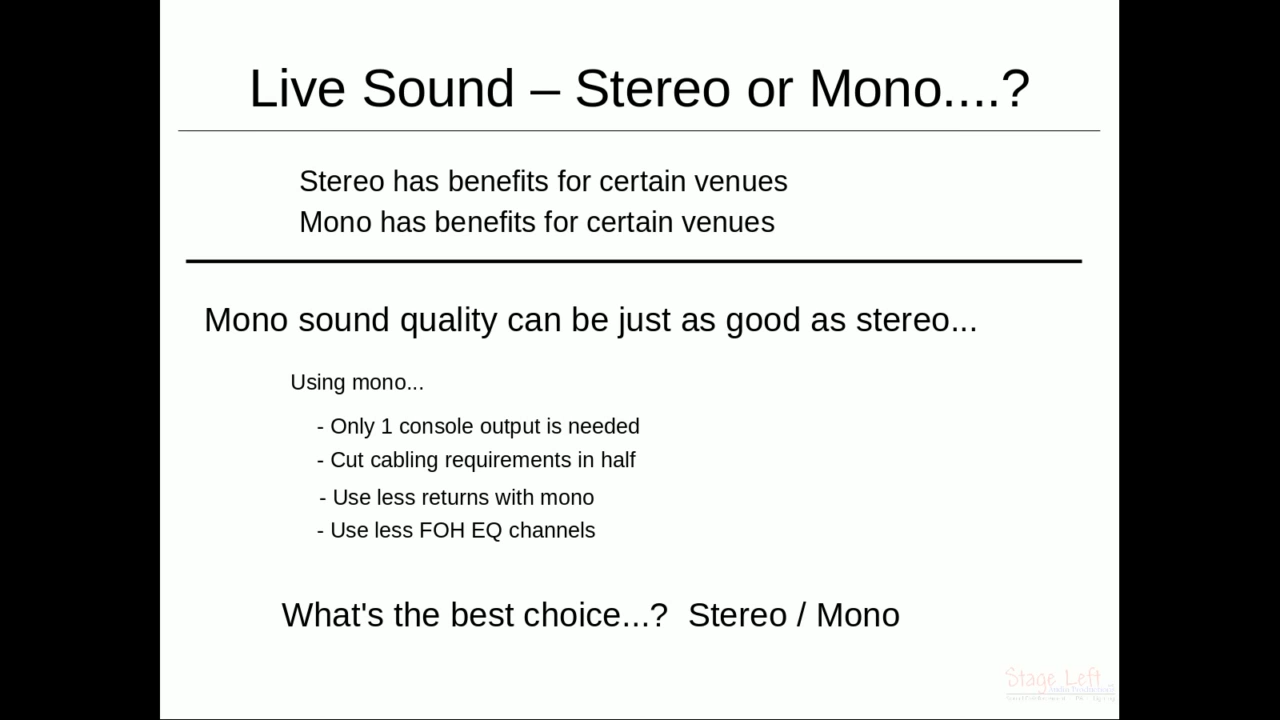 Live Sound – Stereo or Mono....?
Stereo has benefits for certain venues
Mono has benefits for certain venues
Mono sound quality can be just as good as stereo...
Using mono...
- Only 1 console output is needed
- Cut cabling requirements in half
- Use less returns with mono
- Use less FOH EQ channels
What's the best choice...?  Stereo / Mono
Stage Left